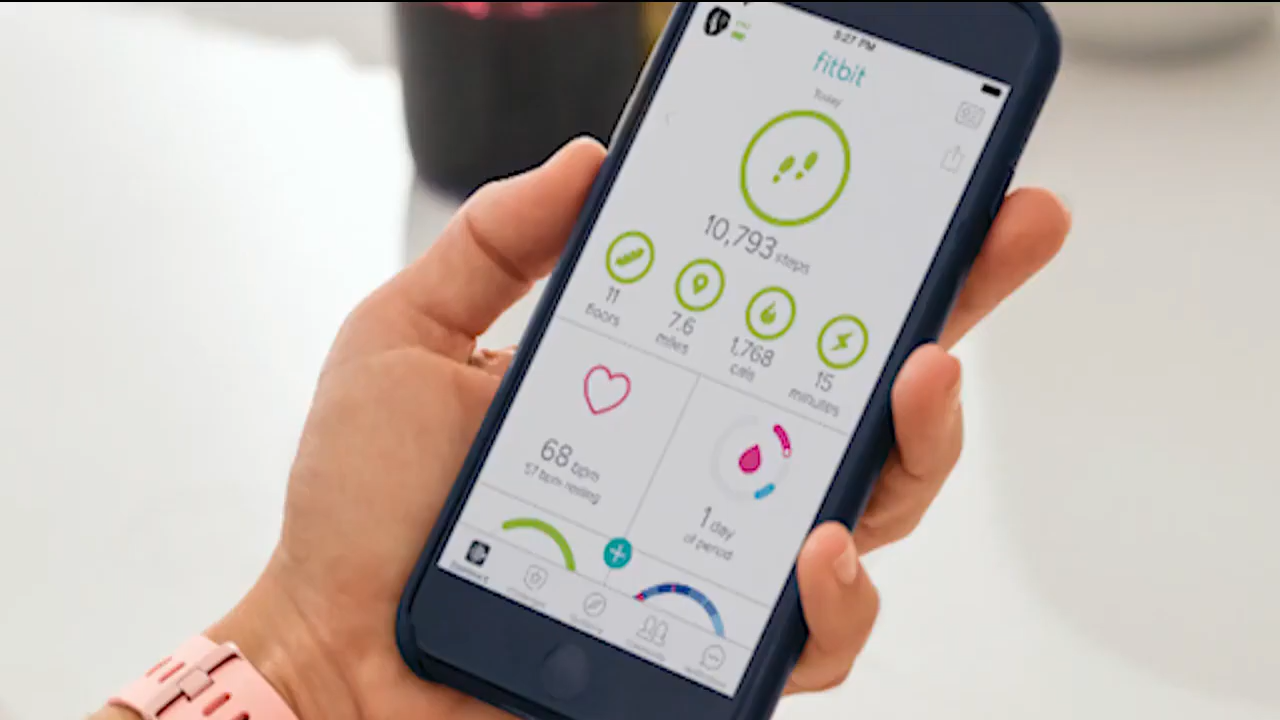 5:27 PM
fitbit
Today
10,793 steps
11
floors
7.6
miles
1,768
cals
15
minutes
68 bpm
57 bpm resting
1 day
of period
Community